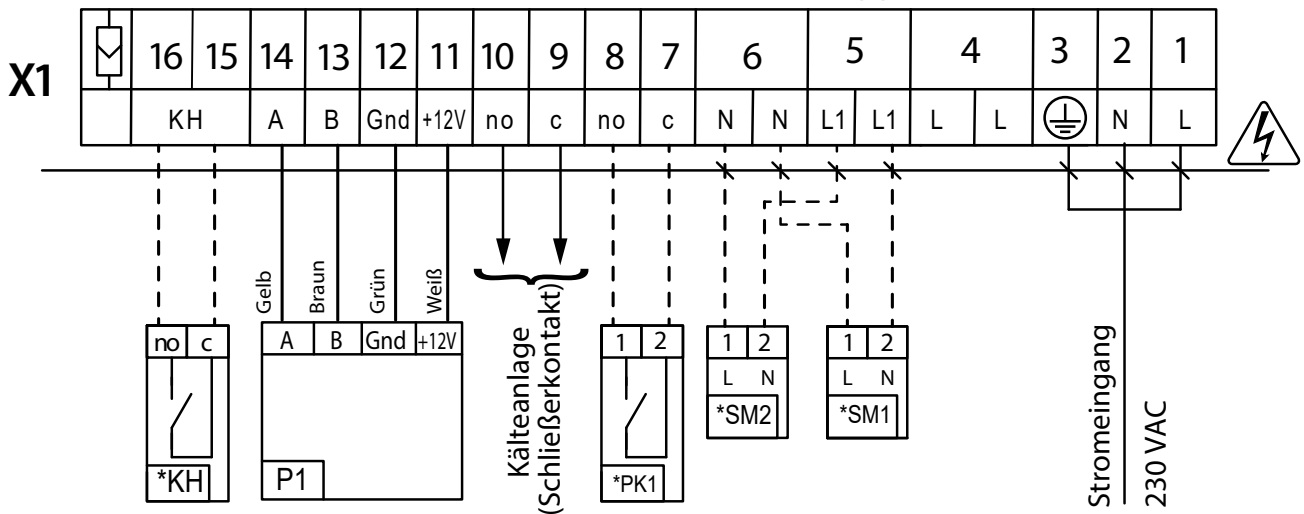 X1
16 15 14 13 12 11 10 9 8 7 6 5 4 3 2 1
KH A B Gnd +12V no c no c N N L1 L1 L L N L
Gelb
Braun
Grün
Weiß
Kälteanlage
(Schließerkontakt)
Stromeingang
230 VAC
no c
*KH
A B Gnd +12V
P1
1 2
*PK1
1 2
L N
*SM2
1 2
L N
*SM1